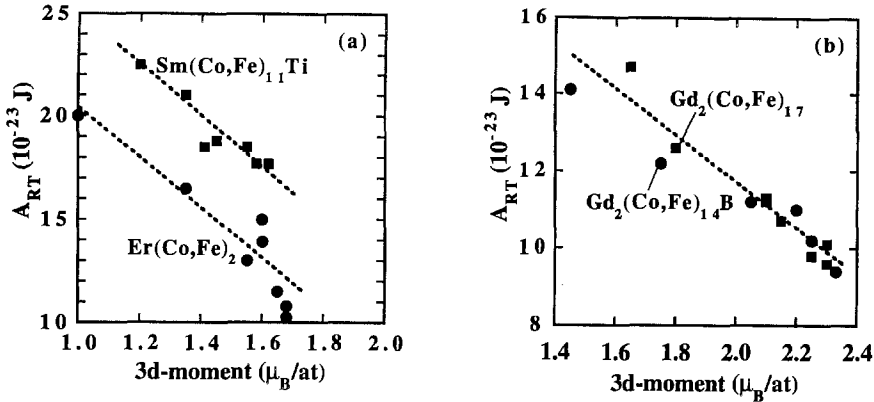 25
(a)
Sm(Co,Fe)₁₁Ti
20
A_RT (10⁻²³ J)
15
Er(Co,Fe)₂
10
1.0 1.2 1.4 1.6 1.8 2.0
3d-moment (μ_B/at)
16
(b)
14
Gd₂(Co,Fe)₁₇
A_RT (10⁻²³ J)
12
Gd₂(Co,Fe)₁₄B
10
8
1.4 1.6 1.8 2.0 2.2 2.4
3d-moment (μ_B/at)